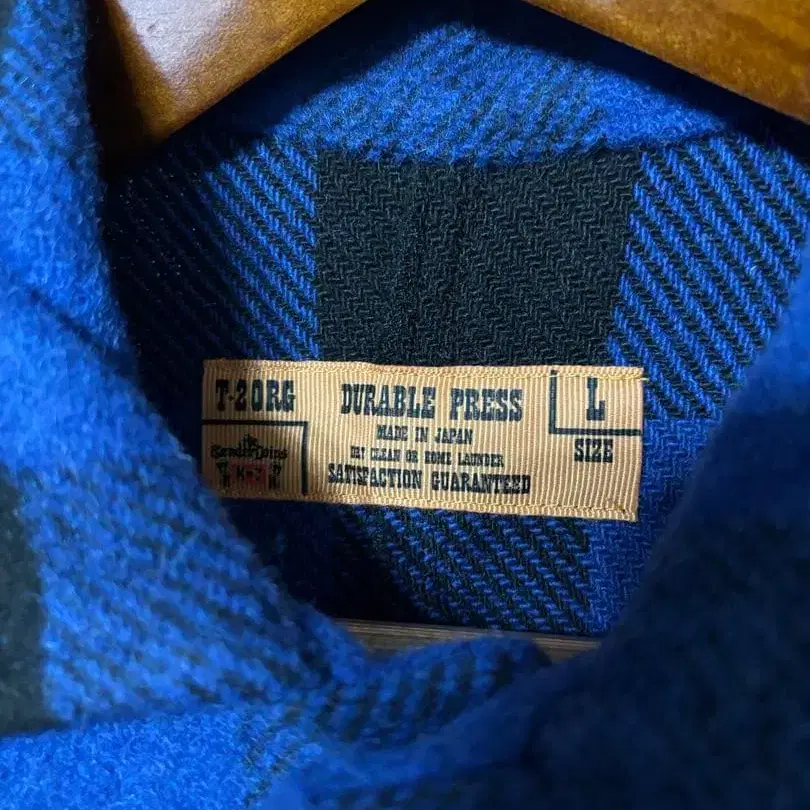 T-20RG
DURABLE PRESS
L
MADE IN JAPAN
DRY CLEAN OR HOME LAUNDER
SIZE
SATISFACTION GUARANTEED